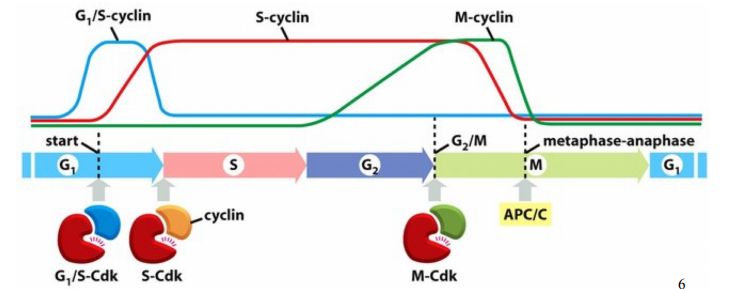 G₁/S-cyclin
S-cyclin
M-cyclin
start
G₂/M
metaphase-anaphase
G₁
S
G₂
M
G₁
cyclin
APC/C
G₁/S-Cdk
S-Cdk
M-Cdk
6